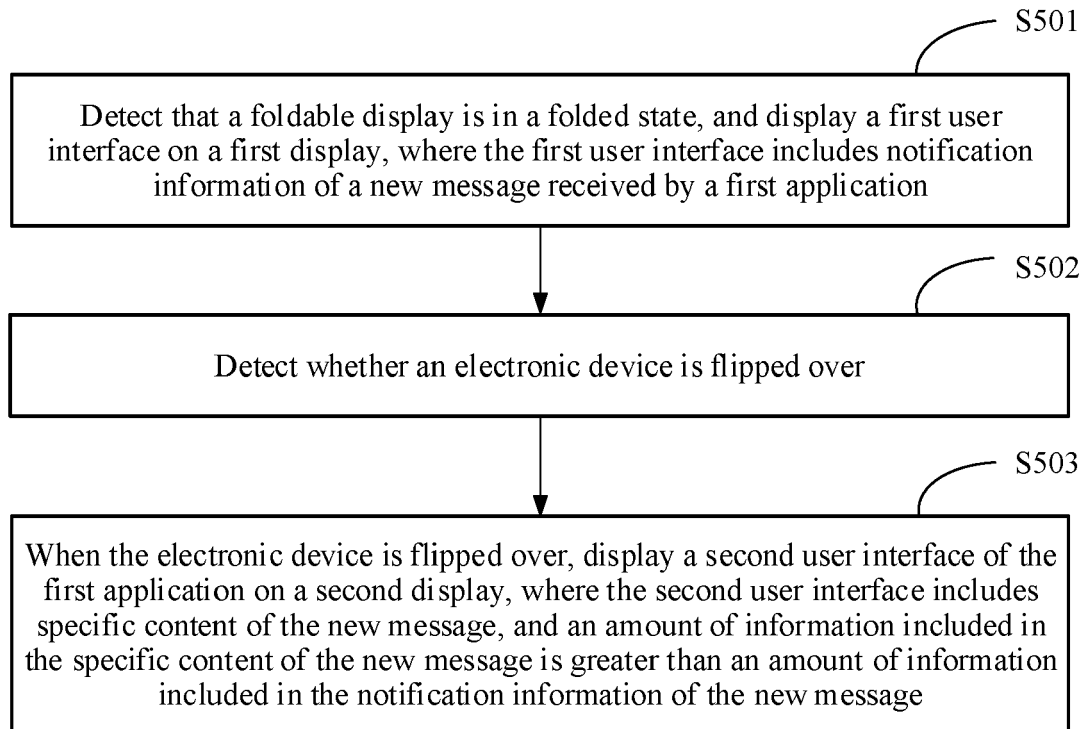 S501
Detect that a foldable display is in a folded state, and display a first user
interface on a first display, where the first user interface includes notification
information of a new message received by a first application
S502
Detect whether an electronic device is flipped over
S503
When the electronic device is flipped over, display a second user interface of the
first application on a second display, where the second user interface includes
specific content of the new message, and an amount of information included in
the specific content of the new message is greater than an amount of information
included in the notification information of the new message